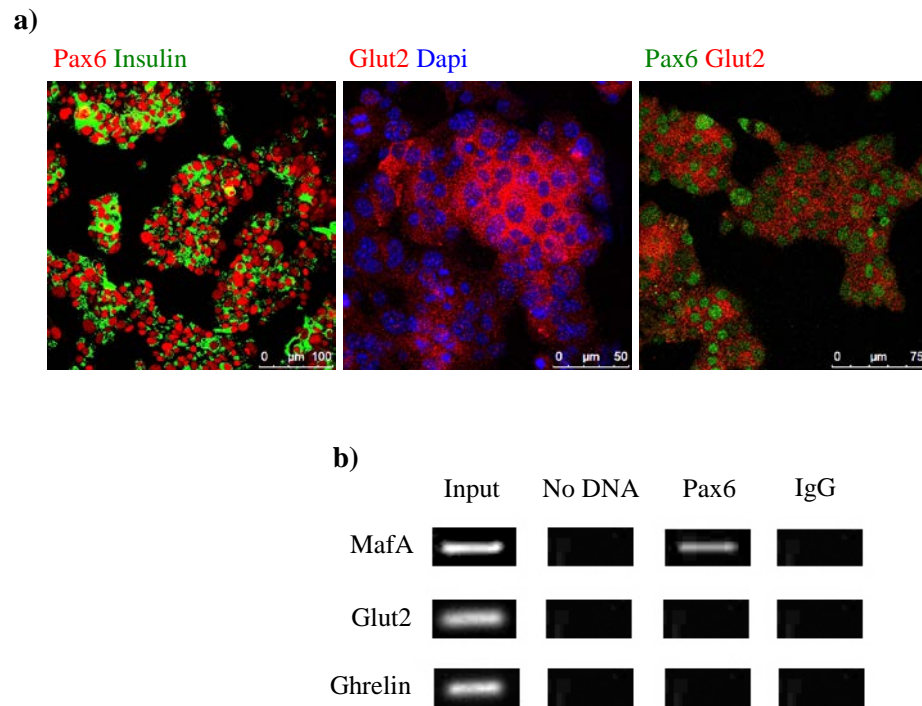 a)
Pax6 Insulin
Glut2 Dapi
Pax6 Glut2
0 µm 100
0 µm 50
0 µm 75
b)
Input No DNA Pax6 IgG
MafA
Glut2
Ghrelin